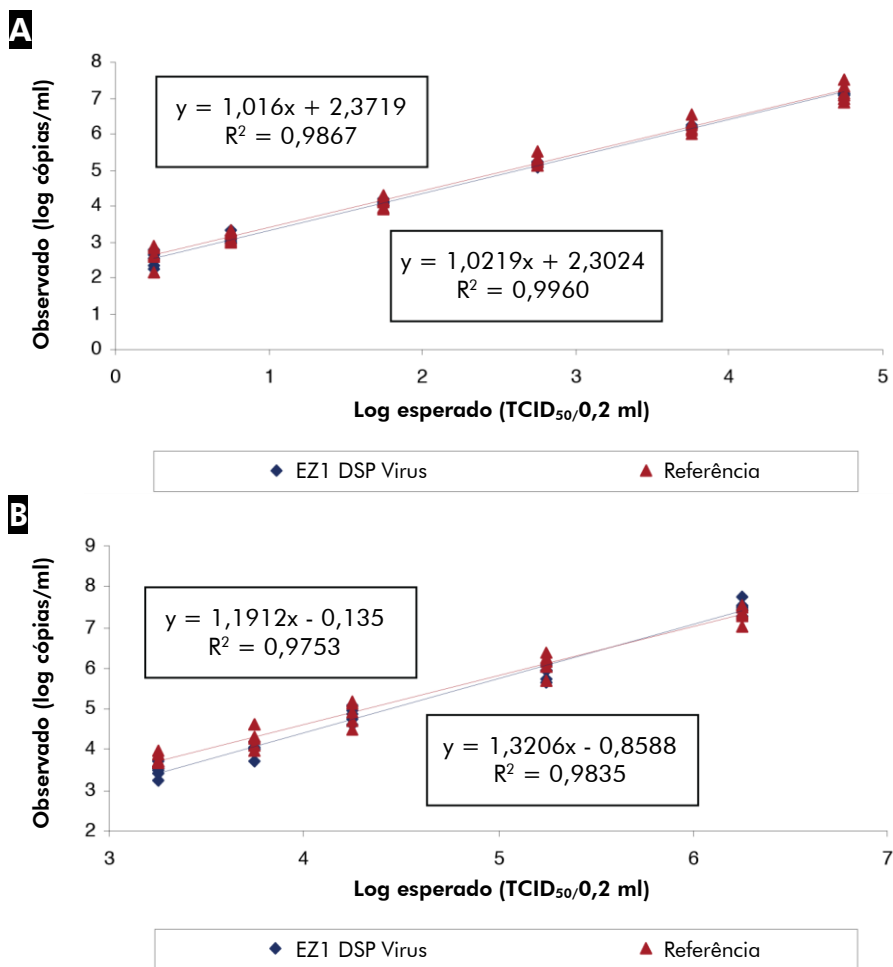 A
8
7
6
5
4
3
2
1
0
Observado (log cópias/ml)
y = 1,016x + 2,3719
R² = 0,9867
y = 1,0219x + 2,3024
R² = 0,9960
0 1 2 3 4 5
Log esperado (TCID₅₀/0,2 ml)
EZ1 DSP Virus Referência
B
9
8
7
6
5
4
3
2
Observado (log cópias/ml)
y = 1,1912x - 0,135
R² = 0,9753
y = 1,3206x - 0,8588
R² = 0,9835
3 4 5 6 7
Log esperado (TCID₅₀/0,2 ml)
EZ1 DSP Virus Referência